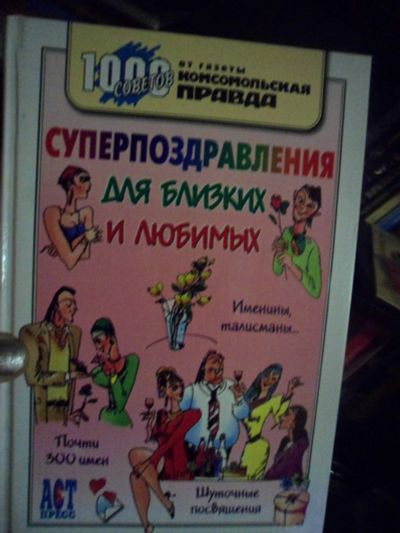 1000
СОВЕТОВ
ОТ ГАЗЕТЫ
КОМСОМОЛЬСКАЯ
ПРАВДА
СУПЕРПОЗДРАВЛЕНИЯ
ДЛЯ БЛИЗКИХ
И ЛЮБИМЫХ
Именины,
талисманы...
Почти
300 имен
АСТ
ПРЕСС
Шуточные
посвящения